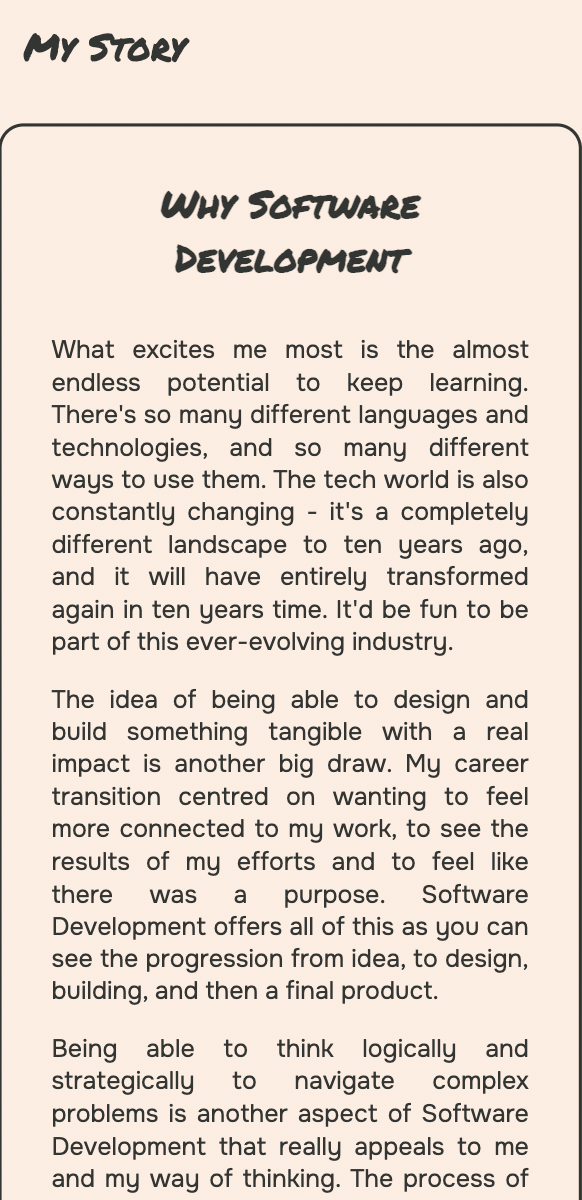 My Story
Why Software
Development
What excites me most is the almost
endless potential to keep learning.
There's so many different languages and
technologies, and so many different
ways to use them. The tech world is also
constantly changing - it's a completely
different landscape to ten years ago,
and it will have entirely transformed
again in ten years time. It'd be fun to be
part of this ever-evolving industry.
The idea of being able to design and
build something tangible with a real
impact is another big draw. My career
transition centred on wanting to feel
more connected to my work, to see the
results of my efforts and to feel like
there was a purpose. Software
Development offers all of this as you can
see the progression from idea, to design,
building, and then a final product.
Being able to think logically and
strategically to navigate complex
problems is another aspect of Software
Development that really appeals to me
and my way of thinking. The process of